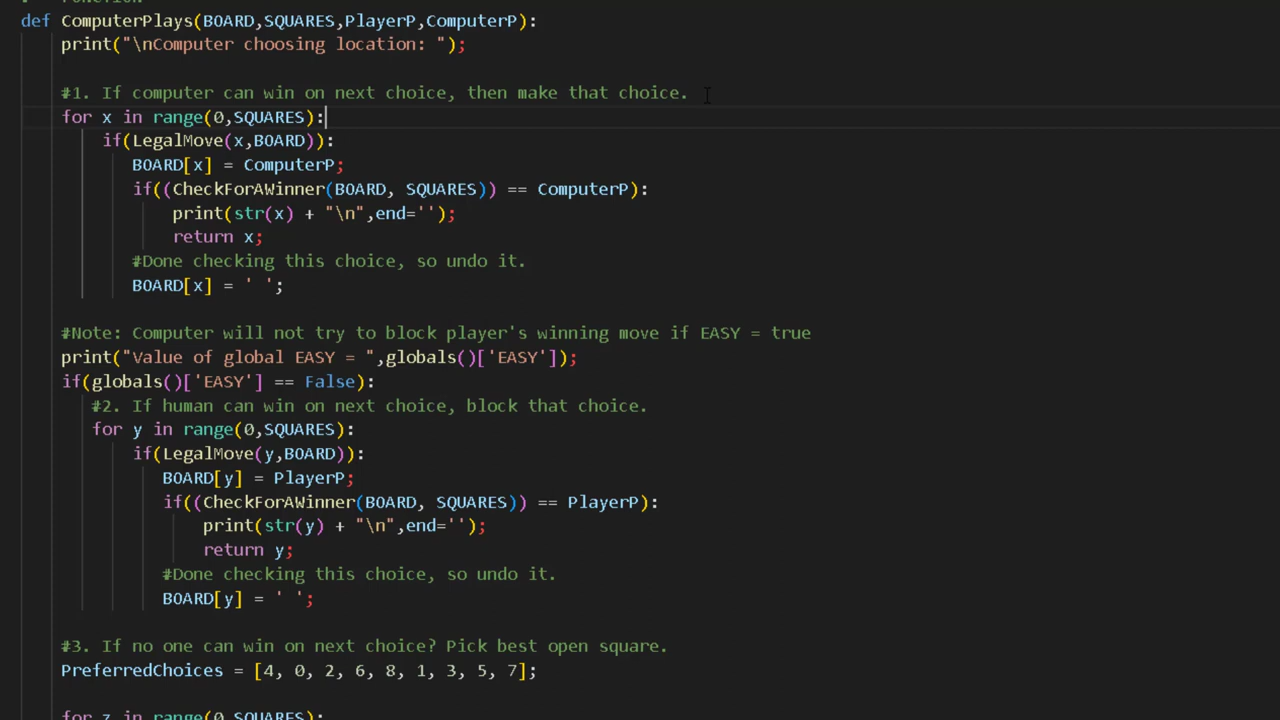 def ComputerPlays(BOARD,SQUARES,PlayerP,ComputerP):
print("\nComputer choosing location: ");
#1. If computer can win on next choice, then make that choice.
for x in range(0,SQUARES):
if(LegalMove(x,BOARD)):
BOARD[x] = ComputerP;
if((CheckForAWinner(BOARD, SQUARES)) == ComputerP):
print(str(x) + "\n",end='');
return x;
#Done checking this choice, so undo it.
BOARD[x] = ' ';
#Note: Computer will not try to block player's winning move if EASY = true
print("Value of global EASY = ",globals()['EASY']);
if(globals()['EASY'] == False):
#2. If human can win on next choice, block that choice.
for y in range(0,SQUARES):
if(LegalMove(y,BOARD)):
BOARD[y] = PlayerP;
if((CheckForAWinner(BOARD, SQUARES)) == PlayerP):
print(str(y) + "\n",end='');
return y;
#Done checking this choice, so undo it.
BOARD[y] = ' ';
#3. If no one can win on next choice? Pick best open square.
PreferredChoices = [4, 0, 2, 6, 8, 1, 3, 5, 7];
for z in range(0,SQUARES):